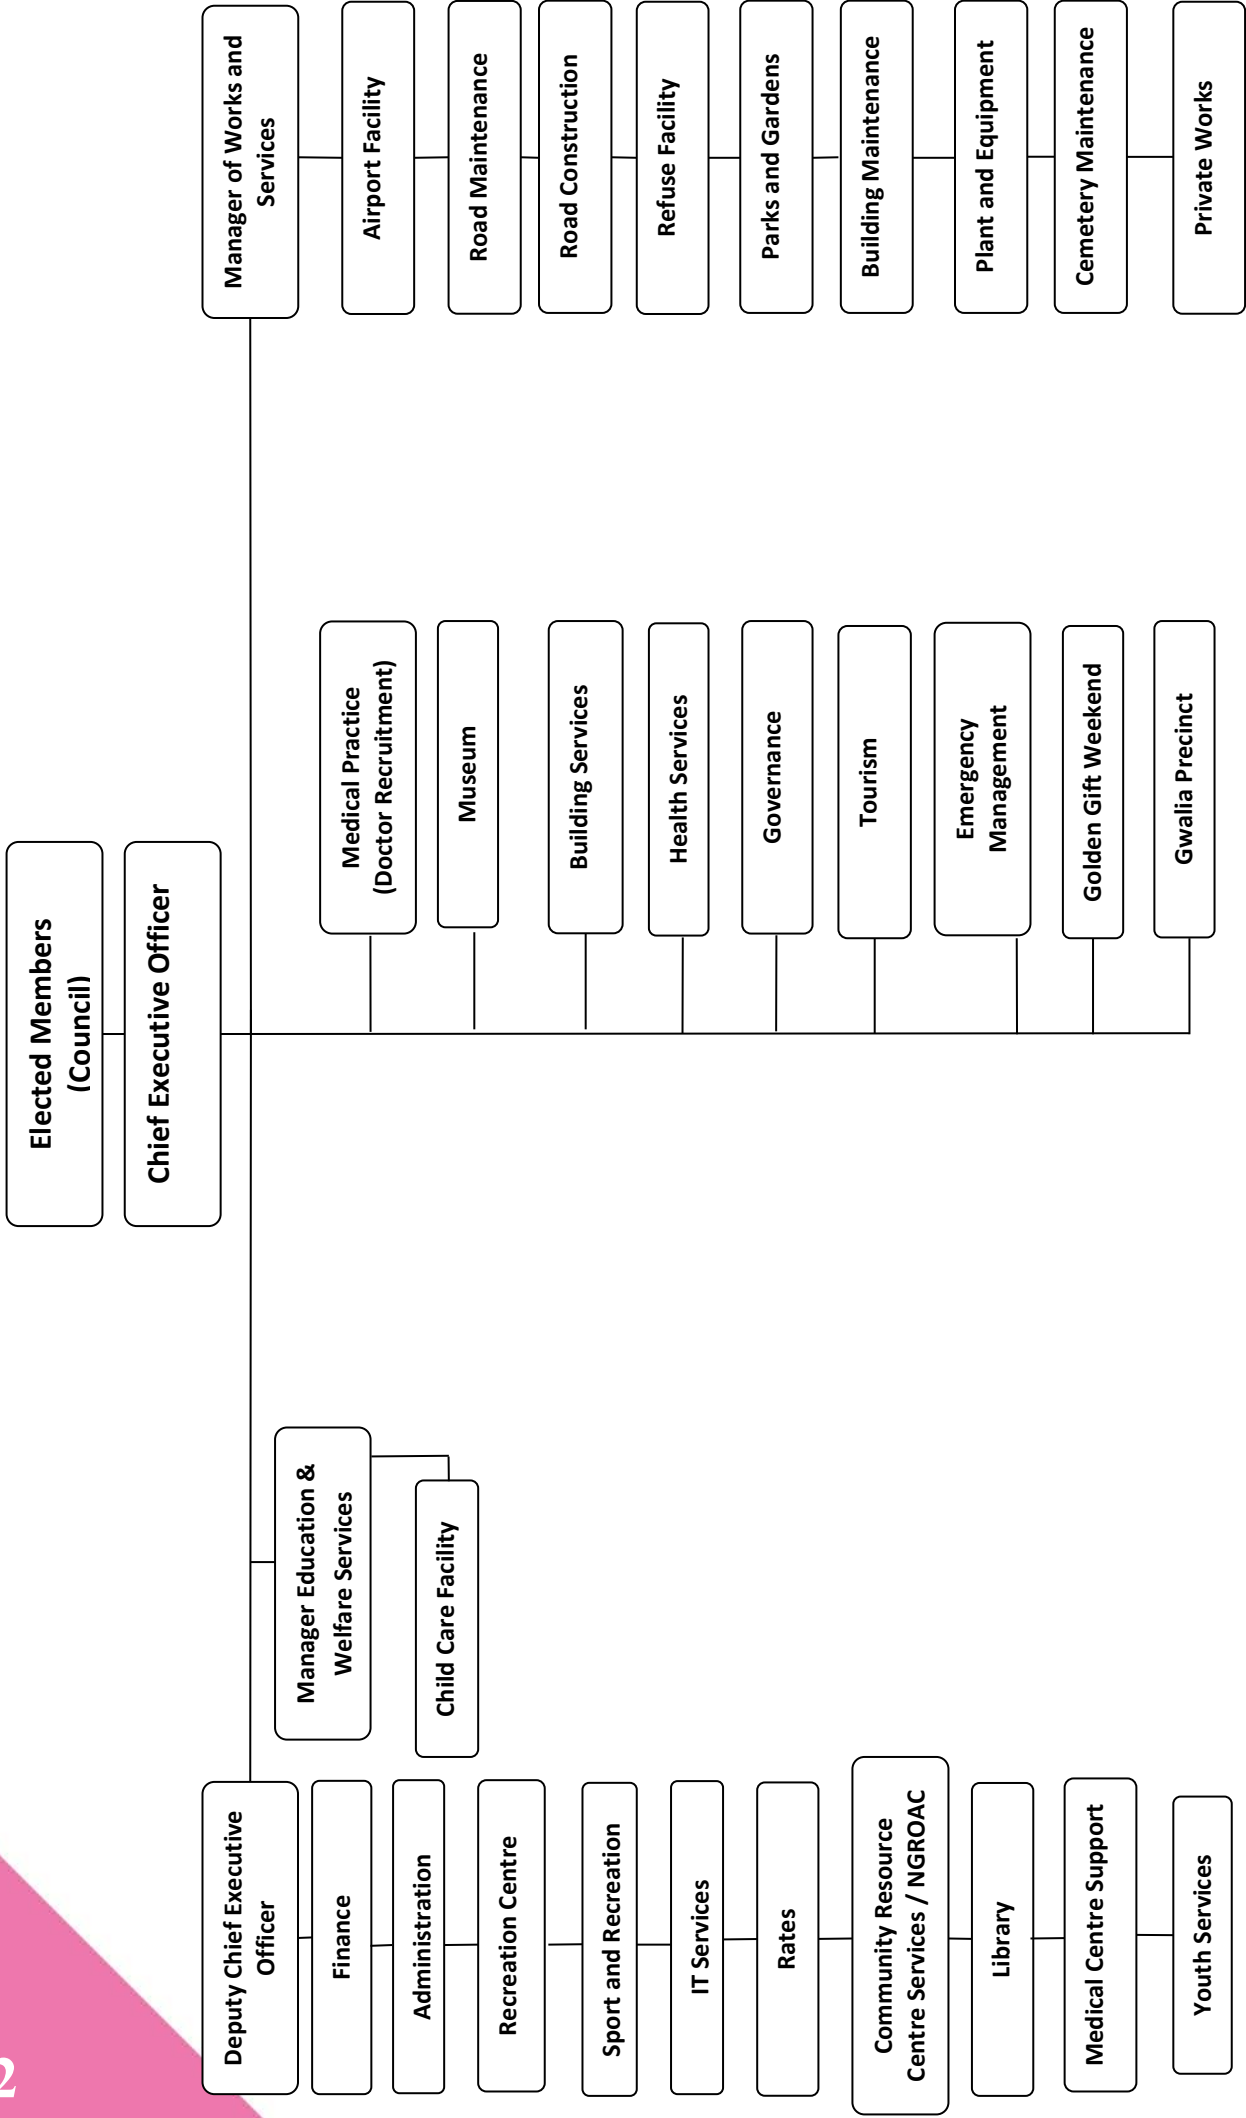 Elected Members
(Council)
Chief Executive Officer
Deputy Chief Executive
Officer
Finance
Administration
Recreation Centre
Sport and Recreation
IT Services
Rates
Community Resource
Centre Services / NGROAC
Library
Medical Centre Support
Youth Services
Manager Education &
Welfare Services
Child Care Facility
Medical Practice
(Doctor Recruitment)
Museum
Building Services
Health Services
Governance
Tourism
Emergency
Management
Golden Gift Weekend
Gwalia Precinct
Manager of Works and
Services
Airport Facility
Road Maintenance
Road Construction
Refuse Facility
Parks and Gardens
Building Maintenance
Plant and Equipment
Cemetery Maintenance
Private Works
2